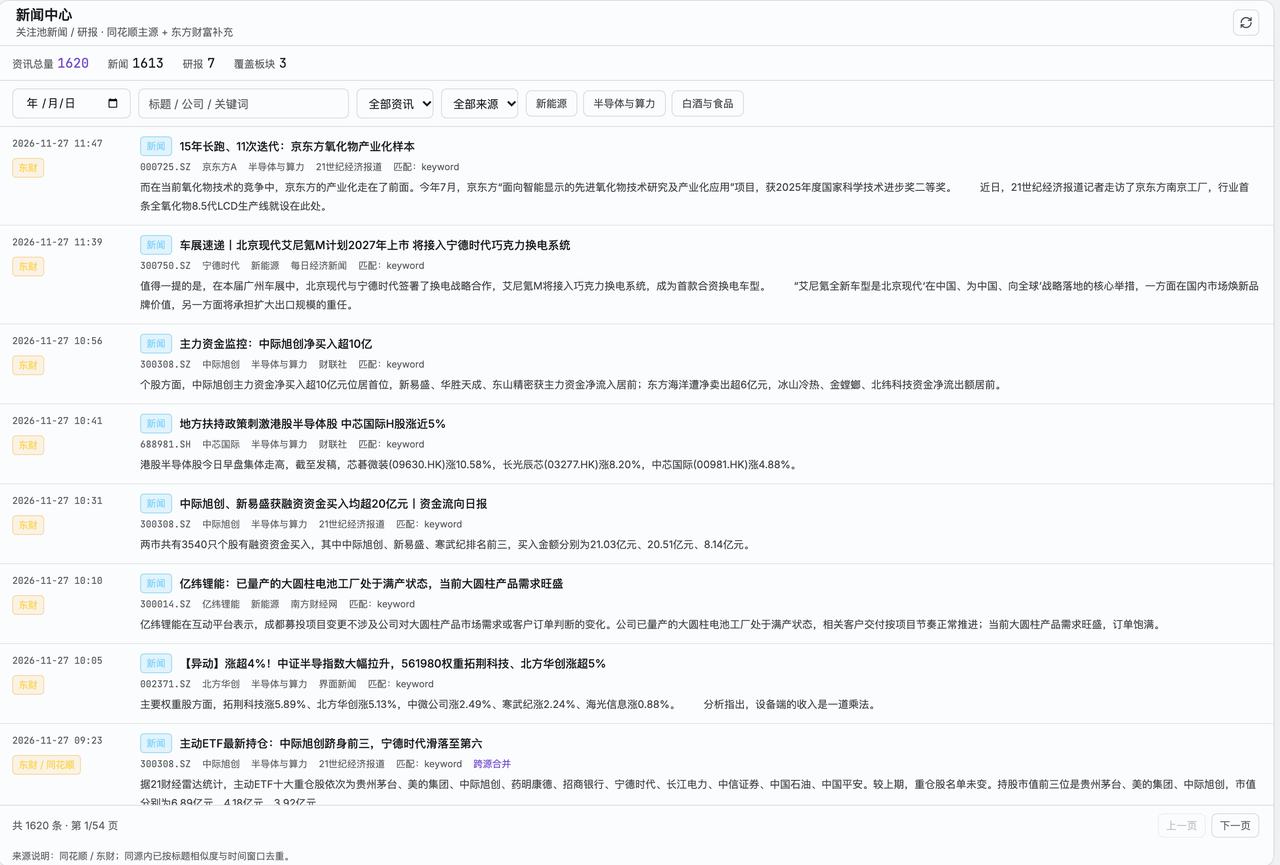 新闻中心
关注池新闻 / 研报 · 同花顺主源 + 东方财富补充
资讯总量 1620 新闻 1613 研报 7 覆盖板块 3
年 /月/日 标题 / 公司 / 关键词 全部资讯 全部来源 新能源 半导体与算力 白酒与食品
2026-11-27 11:47 新闻 15年长跑、11次迭代：京东方氧化物产业化样本
东财 000725.SZ 京东方A 半导体与算力 21世纪经济报道 匹配：keyword
而在当前氧化物技术的竞争中，京东方的产业化走在了前面。今年7月，京东方“面向智能显示的先进氧化物技术研究及产业化应用”项目，获2025年度国家科学技术进步奖二等奖。 近日，21世纪经济报道记者走访了京东方南京工厂，行业首
条全氧化物8.5代LCD生产线就设在此处。
2026-11-27 11:39 新闻 车展速递丨北京现代艾尼氪M计划2027年上市 将接入宁德时代巧克力换电系统
东财 300750.SZ 宁德时代 新能源 每日经济新闻 匹配：keyword
值得一提的是，在本届广州车展中，北京现代与宁德时代签署了换电战略合作，艾尼氪M将接入巧克力换电系统，成为首款合资换电车型。 “艾尼氪全新车型是北京现代‘在中国、为中国、向全球’战略落地的核心举措，一方面在国内市场焕新品
牌价值，另一方面将承担扩大出口规模的重任。
2026-11-27 10:56 新闻 主力资金监控：中际旭创净买入超10亿
东财 300308.SZ 中际旭创 半导体与算力 财联社 匹配：keyword
个股方面，中际旭创主力资金净买入超10亿元位居首位，新易盛、华胜天成、东山精密获主力资金净流入居前；东方海洋遭净卖出超6亿元，冰山冷热、金螳螂、北纬科技资金净流出额居前。
2026-11-27 10:41 新闻 地方扶持政策刺激港股半导体股 中芯国际H股涨近5%
东财 688981.SH 中芯国际 半导体与算力 财联社 匹配：keyword
港股半导体股今日早盘集体走高，截至发稿，芯碁微装(09630.HK)涨10.58%，长光辰芯(03277.HK)涨8.20%，中芯国际(00981.HK)涨4.88%。
2026-11-27 10:31 新闻 中际旭创、新易盛获融资资金买入均超20亿元丨资金流向日报
东财 300308.SZ 中际旭创 半导体与算力 21世纪经济报道 匹配：keyword
两市共有3540只个股有融资资金买入，其中中际旭创、新易盛、寒武纪排名前三，买入金额分别为21.03亿元、20.51亿元、8.14亿元。
2026-11-27 10:10 新闻 亿纬锂能：已量产的大圆柱电池工厂处于满产状态，当前大圆柱产品需求旺盛
东财 300014.SZ 亿纬锂能 新能源 南方财经网 匹配：keyword
亿纬锂能在互动平台表示，成都募投项目变更不涉及公司对大圆柱产品市场需求或客户订单判断的变化。公司已量产的大圆柱电池工厂处于满产状态，相关客户交付按项目节奏正常推进；当前大圆柱产品需求旺盛，订单饱满。
2026-11-27 10:05 新闻 【异动】涨超4%！中证半导指数大幅拉升，561980权重拓荆科技、北方华创涨超5%
东财 002371.SZ 北方华创 半导体与算力 界面新闻 匹配：keyword
主要权重股方面，拓荆科技涨5.89%、北方华创涨5.13%，中微公司涨2.49%、寒武纪涨2.24%、海光信息涨0.88%。 分析指出，设备端的收入是一道乘法。
2026-11-27 09:23 新闻 主动ETF最新持仓：中际旭创跻身前三，宁德时代滑落至第六
东财 / 同花顺 300308.SZ 中际旭创 半导体与算力 21世纪经济报道 匹配：keyword 跨源合并
据21财经雷达统计，主动ETF十大重仓股依次为贵州茅台、美的集团、中际旭创、药明康德、招商银行、宁德时代、长江电力、中信证券、中国石油、中国平安。较上期，重仓股名单未变。持股市值前三位是贵州茅台、美的集团、中际旭创，市值
分别为6.89亿元、4.18亿元、3.92亿元
共 1620 条 · 第 1/54 页 上一页 下一页
来源说明：同花顺 / 东财；同源内已按标题相似度与时间窗口去重。